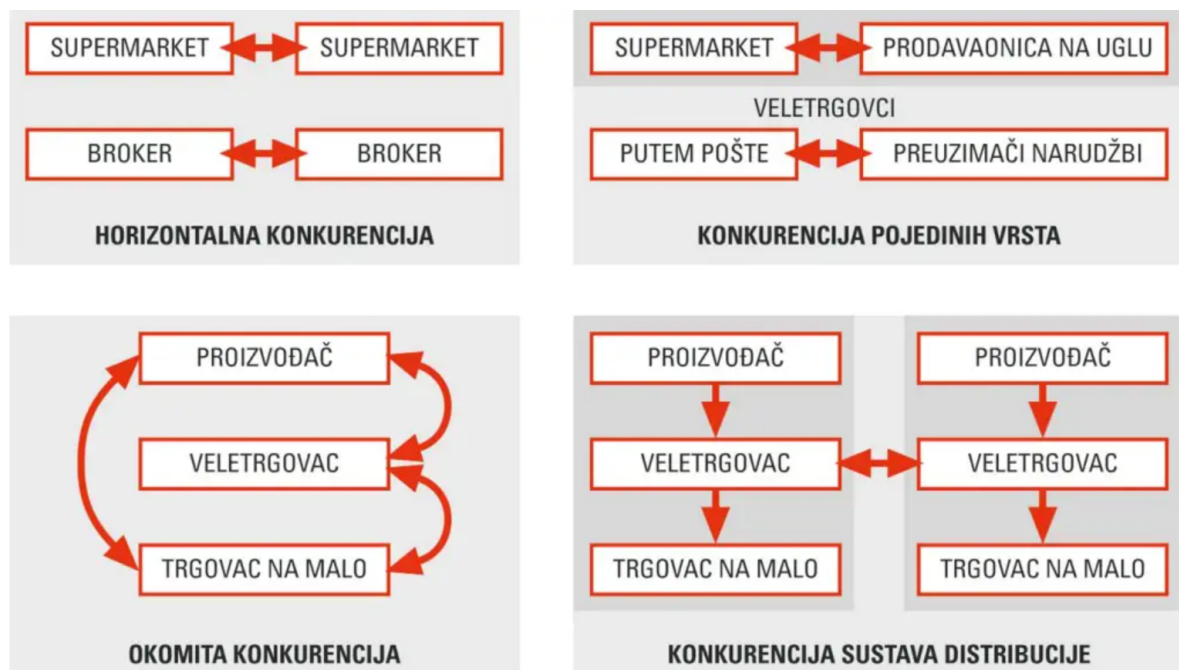 SUPERMARKET
SUPERMARKET
BROKER
BROKER
HORIZONTALNA KONKURENCIJA
SUPERMARKET
PRODAVAONICA NA UGLU
VELETRGOVCI
PUTEM POŠTE
PREUZIMAČI NARUDŽBI
KONKURENCIJA POJEDINIH VRSTA
PROIZVOĐAČ
VELETRGOVAC
TRGOVAC NA MALO
OKOMITA KONKURENCIJA
PROIZVOĐAČ
PROIZVOĐAČ
VELETRGOVAC
VELETRGOVAC
TRGOVAC NA MALO
TRGOVAC NA MALO
KONKURENCIJA SUSTAVA DISTRIBUCIJE